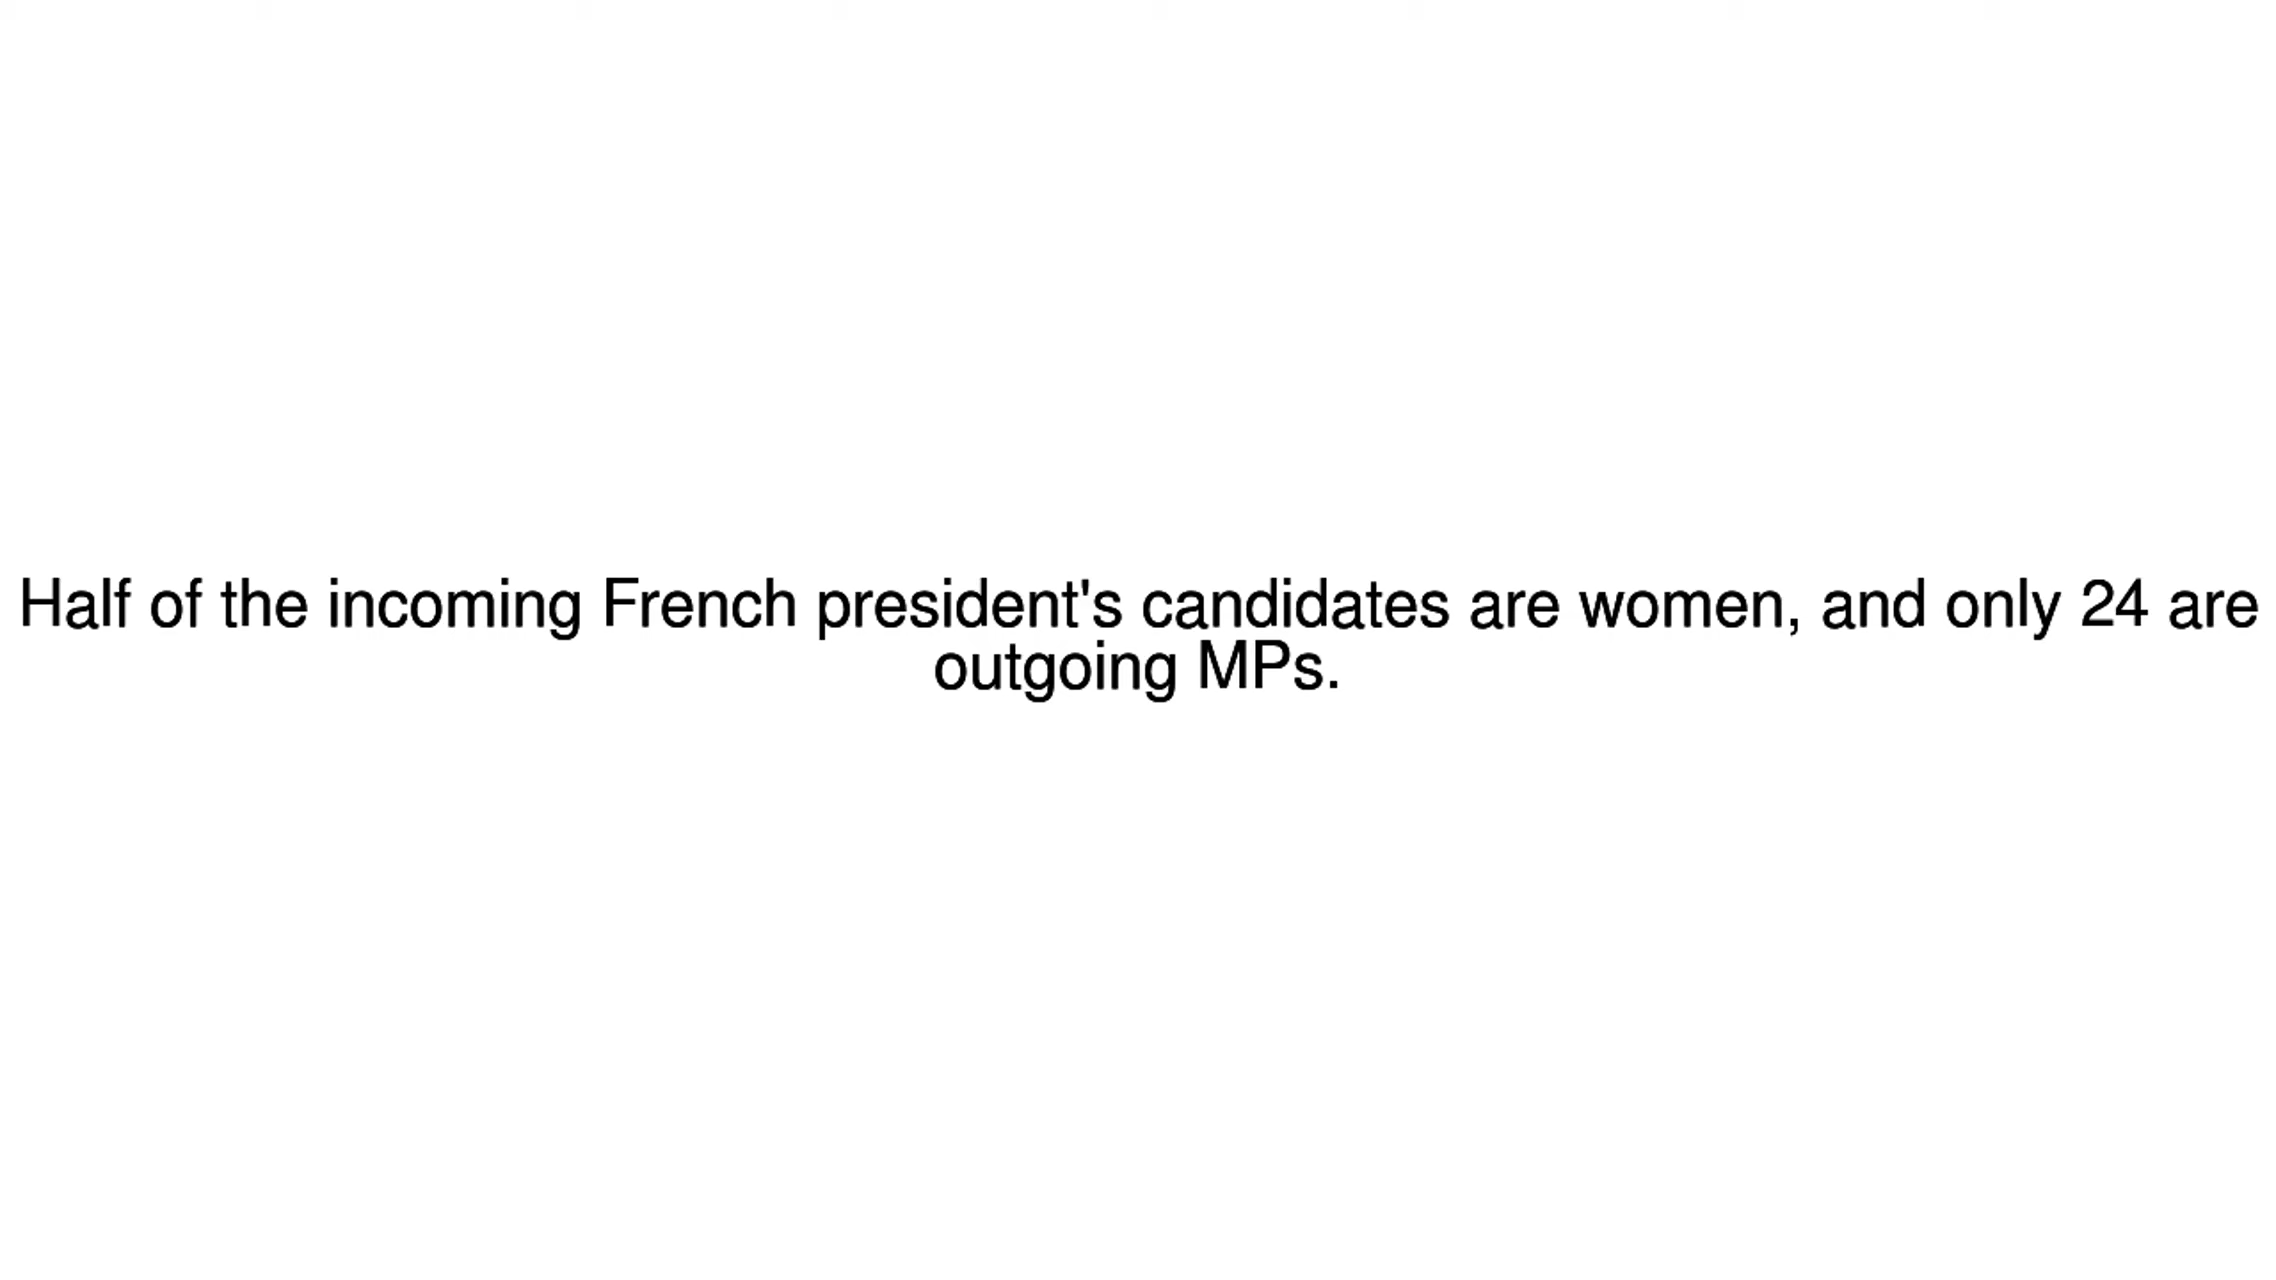 Half of the incoming French president's candidates are women, and only 24 are
outgoing MPs.